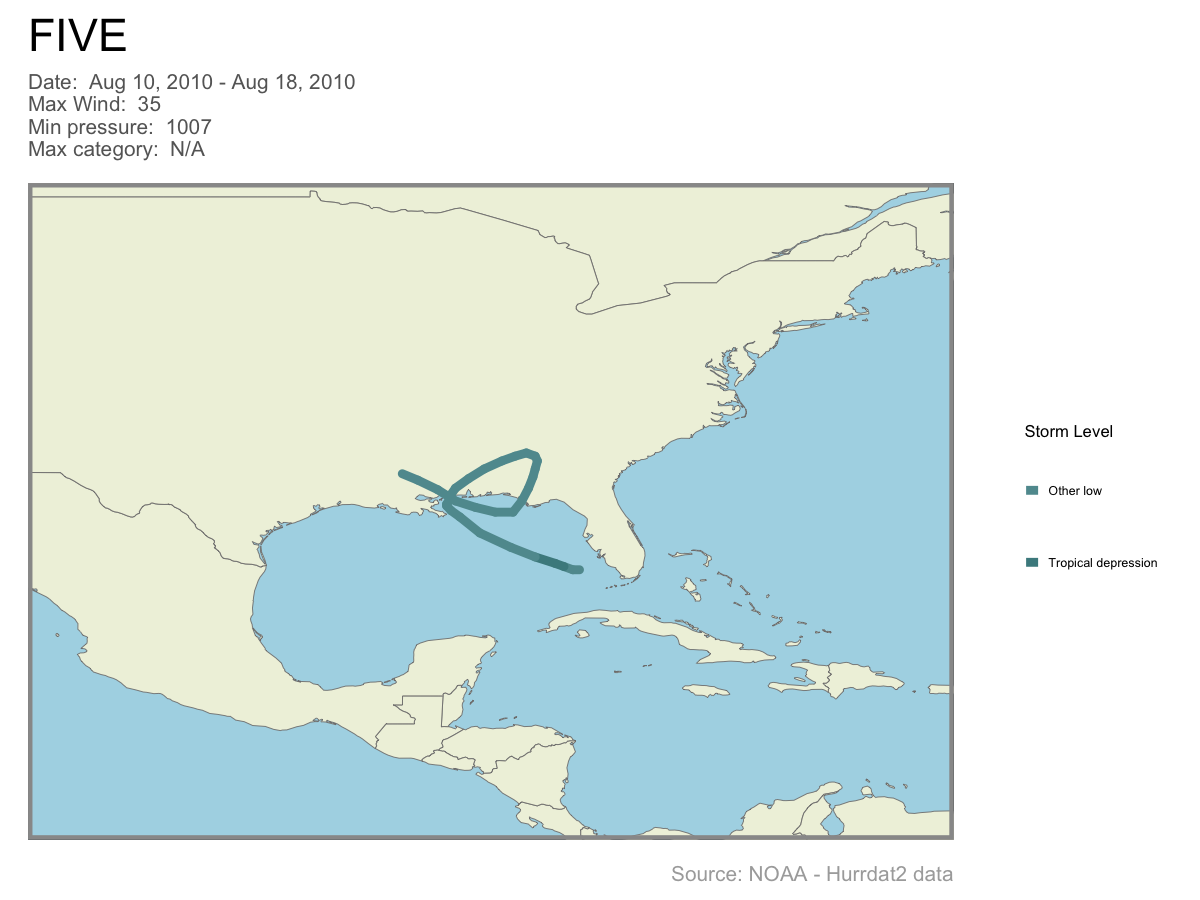 FIVE
Date:  Aug 10, 2010 - Aug 18, 2010
Max Wind:  35
Min pressure:  1007
Max category:  N/A
Storm Level
Other low
Tropical depression
Source: NOAA - Hurrdat2 data